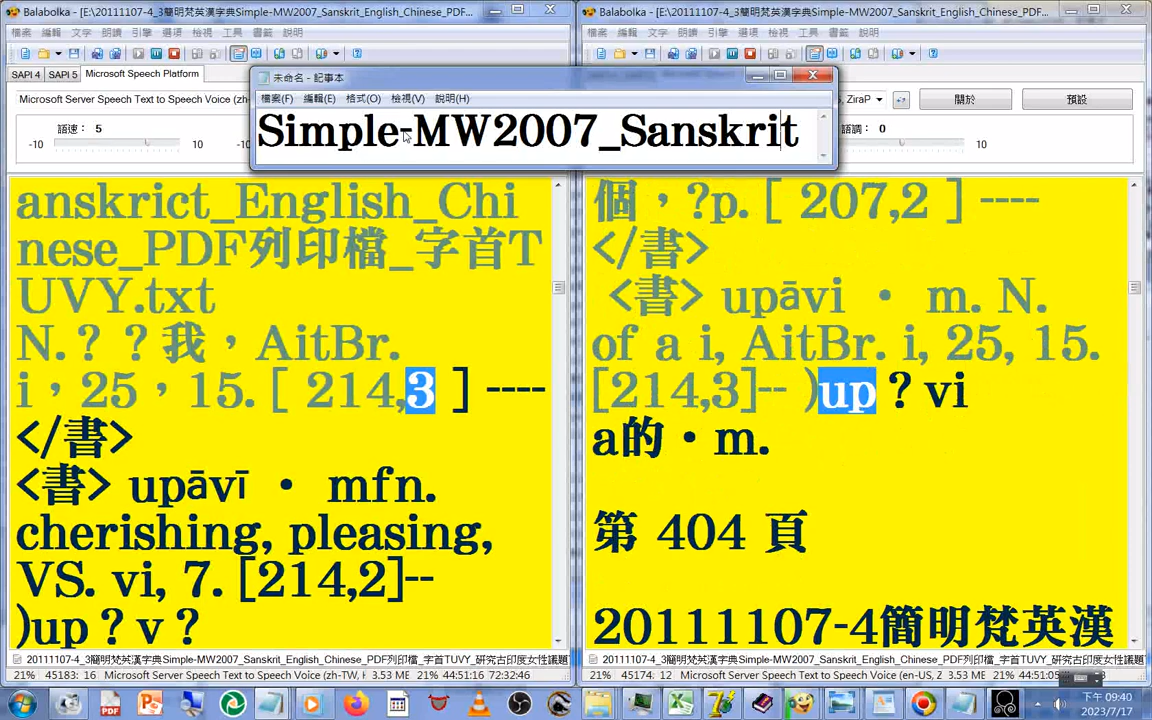 Balabolka - [E:\20111107-4_3簡明梵英漢字典Simple-MW2007_Sanskrit_English_Chinese_PDF...
檔案 編輯 文字 朗讀 引擎 選項 檢視 工具 書籤 說明
SAPI 4 SAPI 5 Microsoft Speech Platform
Microsoft Server Speech Text to Speech Voice (zh-
語速： 5
-10 10
Balabolka - [E:\20111107-4_3簡明梵英漢字典Simple-MW2007_Sanskrit_English_Chinese_PDF...
檔案 編輯 文字 朗讀 引擎 選項 檢視 工具 書籤 說明
, ZiraP 關於 預設
語調： 0
10
未命名 - 記事本
檔案(F) 編輯(E) 格式(O) 檢視(V) 說明(H)
Simple-MW2007_Sanskrit
anskrict_English_Chi
nese_PDF列印檔_字首T
UVY.txt
N.？？我，AitBr.
i，25，15. [ 214,3 ] ----
</書>
<書> upāvī • mfn.
cherishing, pleasing,
VS. vi, 7. [214,2]--
)up？v？
個，?p. [ 207,2 ] ----
</書>
<書> upāvi • m. N.
of a i, AitBr. i, 25, 15.
[214,3]-- )up？vi
a的•m.
第 404 頁
20111107-4簡明梵英漢
20111107-4_3簡明梵英漢字典Simple-MW2007_Sanskrit_English_Chinese_PDF列印檔_字首TUVY_研究古印度女性議題
21% 45183: 16 Microsoft Server Speech Text to Speech Voice (zh-TW, H 3.53 MB 44:51:16 72:32:46
20111107-4_3簡明梵英漢字典Simple-MW2007_Sanskrit_English_Chinese_PDF列印檔_字首TUVY_研究古印度女性議題
21% 45174: 12 Microsoft Server Speech Text to Speech Voice (en-US, Z 3.53 MB
下午 09:40
2023/7/17